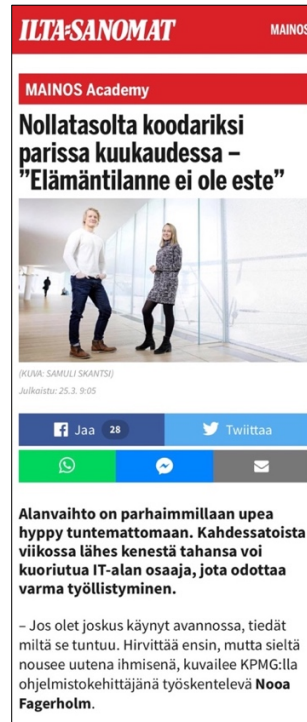 ILTA-SANOMAT
MAINOS
MAINOS Academy
Nollatasolta koodariksi
parissa kuukaudessa –
”Elämäntilanne ei ole este”
(KUVA: SAMULI SKANTSI)
Julkaistu: 25.3. 9:05
Jaa 28
Twiittaa
Alanvaihto on parhaimmillaan upea
hyppy tuntemattomaan. Kahdessatoista
viikossa lähes kenestä tahansa voi
kuoriutua IT-alan osaaja, jota odottaa
varma työllistyminen.
– Jos olet joskus käynyt avannossa, tiedät
miltä se tuntuu. Hirvittää ensin, mutta sieltä
nousee uutena ihmisenä, kuvailee KPMG:lla
ohjelmistokehittäjänä työskentelevä Nooa
Fagerholm.